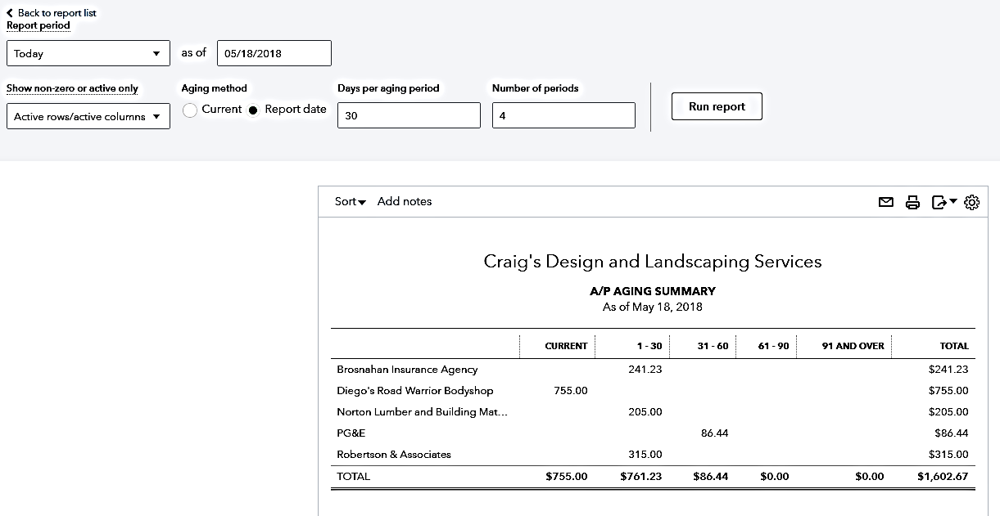 Back to report list
Report period
Today as of 05/18/2018
Show non-zero or active only Aging method Days per aging period Number of periods
Active rows/active columns Current Report date 30 4 Run report
Sort Add notes
Craig's Design and Landscaping Services
A/P AGING SUMMARY
As of May 18, 2018
CURRENT 1 - 30 31 - 60 61 - 90 91 AND OVER TOTAL
Brosnahan Insurance Agency 241.23 $241.23
Diego's Road Warrior Bodyshop 755.00 $755.00
Norton Lumber and Building Mat... 205.00 $205.00
PG&E 86.44 $86.44
Robertson & Associates 315.00 $315.00
TOTAL $755.00 $761.23 $86.44 $0.00 $0.00 $1,602.67